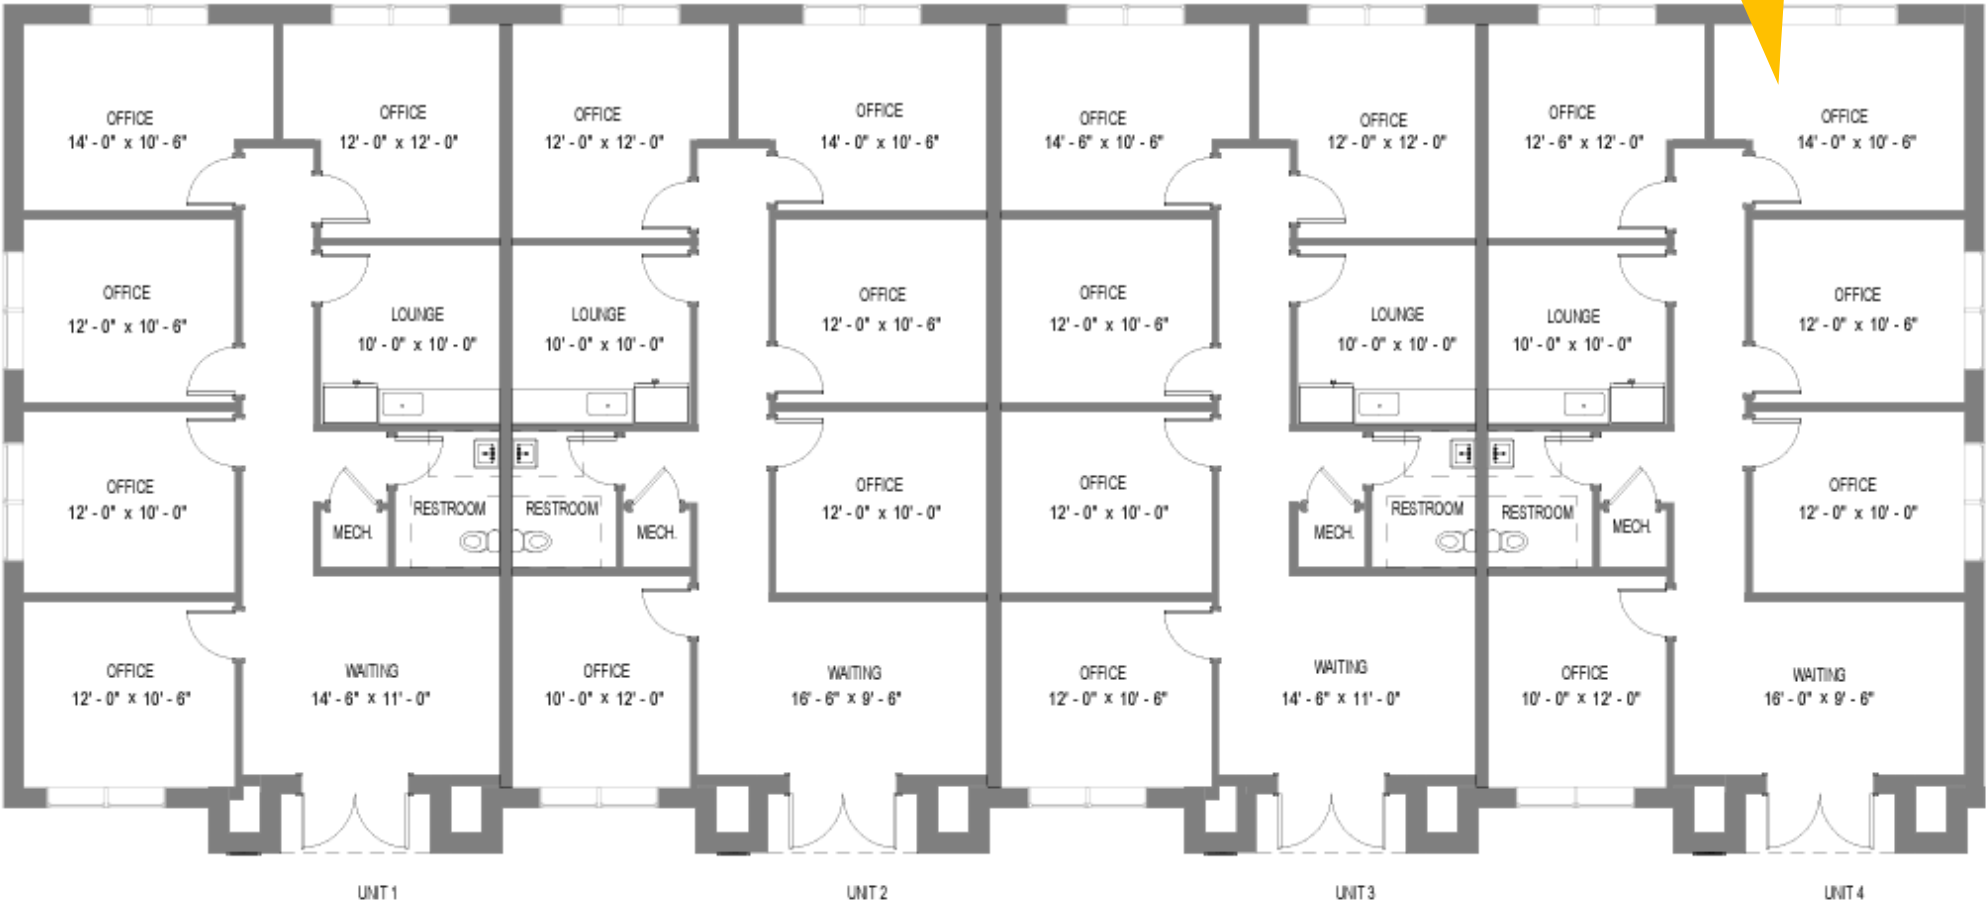 OFFICE
14' - 0" x 10' - 6"
OFFICE
12' - 0" x 12' - 0"
OFFICE
12' - 0" x 12' - 0"
OFFICE
14' - 0" x 10' - 6"
OFFICE
14' - 6" x 10' - 6"
OFFICE
12' - 0" x 12' - 0"
OFFICE
12' - 6" x 12' - 0"
OFFICE
14' - 0" x 10' - 6"
OFFICE
12' - 0" x 10' - 6"
LOUNGE
10' - 0" x 10' - 0"
LOUNGE
10' - 0" x 10' - 0"
OFFICE
12' - 0" x 10' - 6"
OFFICE
12' - 0" x 10' - 6"
LOUNGE
10' - 0" x 10' - 0"
LOUNGE
10' - 0" x 10' - 0"
OFFICE
12' - 0" x 10' - 6"
OFFICE
12' - 0" x 10' - 0"
MECH.
RESTROOM
RESTROOM
MECH.
OFFICE
12' - 0" x 10' - 0"
OFFICE
12' - 0" x 10' - 0"
MECH.
RESTROOM
RESTROOM
MECH.
OFFICE
12' - 0" x 10' - 0"
OFFICE
12' - 0" x 10' - 6"
WAITING
14' - 6" x 11' - 0"
OFFICE
10' - 0" x 12' - 0"
WAITING
16' - 6" x 9' - 6"
OFFICE
12' - 0" x 10' - 6"
WAITING
14' - 6" x 11' - 0"
OFFICE
10' - 0" x 12' - 0"
WAITING
16' - 0" x 9' - 6"
UNIT 1
UNIT 2
UNIT 3
UNIT 4